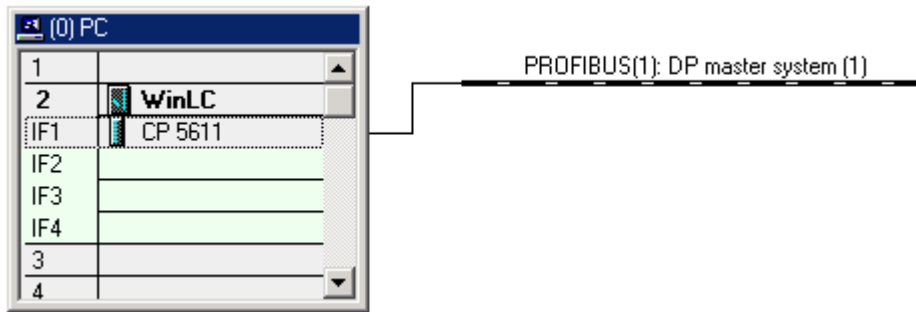 (0) PC
1
2 WinLC
IF1 CP 5611
IF2
IF3
IF4
3
4
PROFIBUS(1): DP master system (1)